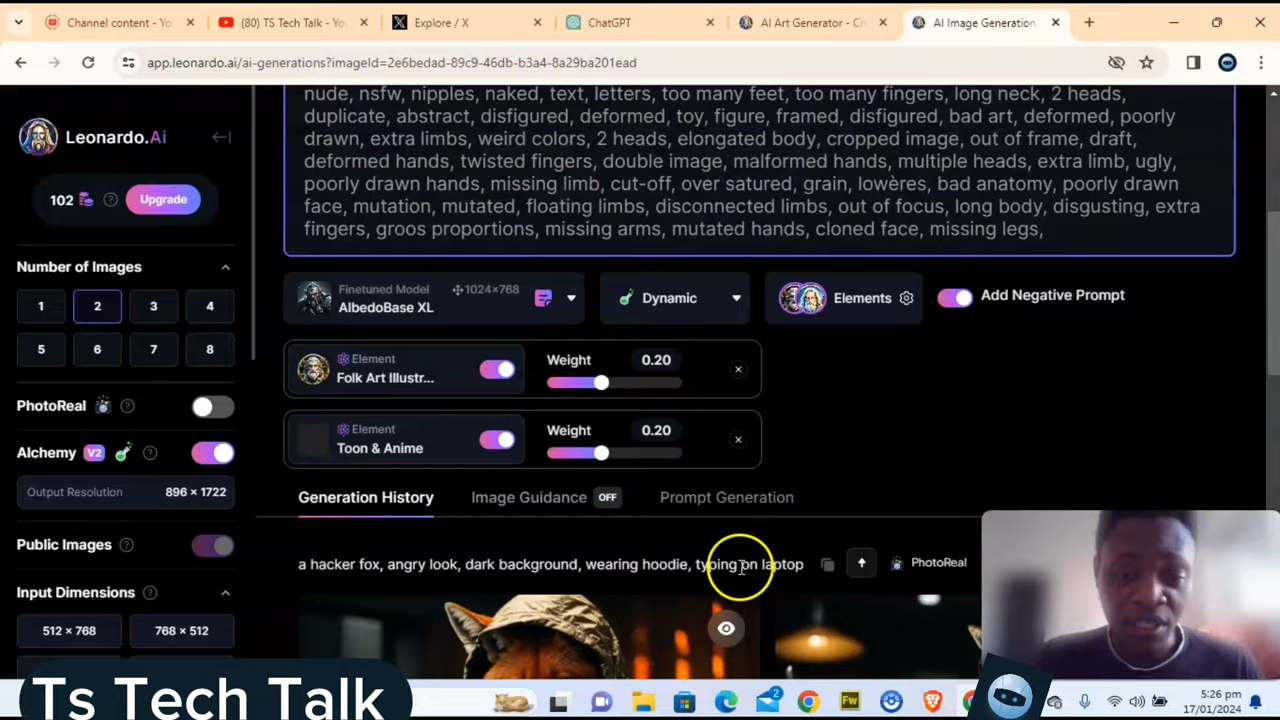 Channel content - Yo
(80) TS Tech Talk - Yo
Explore / X
ChatGPT
AI Art Generator - Cre
AI Image Generation
app.leonardo.ai/ai-generations?imageId=2e6bedad-89c9-46db-b3a4-8a29ba201ead
nude, nsfw, nipples, naked, text, letters, too many feet, too many fingers, long neck, 2 heads,
duplicate, abstract, disfigured, deformed, toy, figure, framed, disfigured, bad art, deformed, poorly
drawn, extra limbs, weird colors, 2 heads, elongated body, cropped image, out of frame, draft,
deformed hands, twisted fingers, double image, malformed hands, multiple heads, extra limb, ugly,
poorly drawn hands, missing limb, cut-off, over satured, grain, lowères, bad anatomy, poorly drawn
face, mutation, mutated, floating limbs, disconnected limbs, out of focus, long body, disgusting, extra
fingers, groos proportions, missing arms, mutated hands, cloned face, missing legs,
Leonardo.Ai
102
Upgrade
Number of Images
1 2 3 4
5 6 7 8
PhotoReal
Alchemy V2
Output Resolution 896 × 1722
Public Images
Input Dimensions
512 × 768 768 × 512
Finetuned Model 1024×768
AlbedoBase XL
Dynamic
Elements
Add Negative Prompt
Element
Folk Art Illustr...
Weight 0.20
Element
Toon & Anime
Weight 0.20
Generation History Image Guidance OFF Prompt Generation
a hacker fox, angry look, dark background, wearing hoodie, typing on laptop
PhotoReal
Ts Tech Talk
2
Fw
5:26 pm
17/01/2024